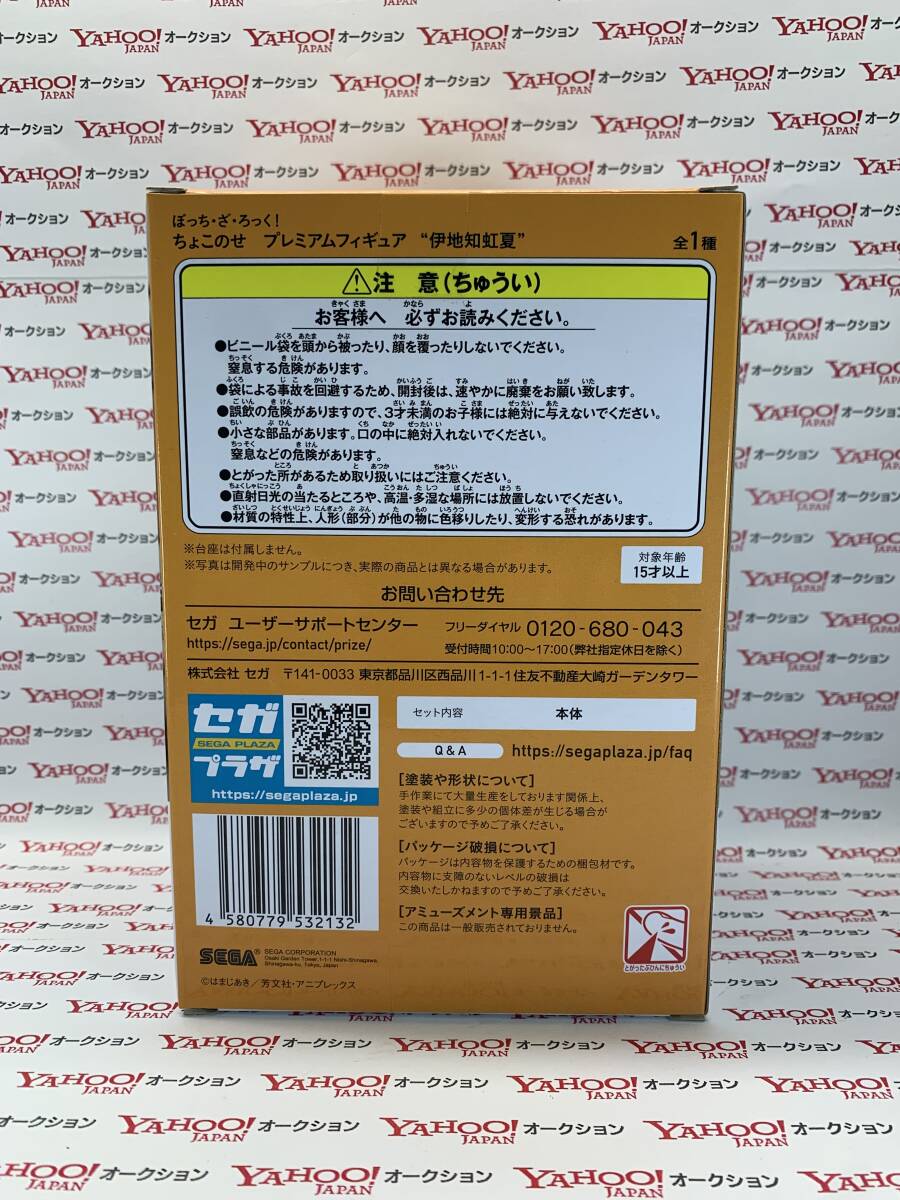 ぼっち・ざ・ろっく！
ちょこのせ プレミアムフィギュア “伊地知虹夏”
全1種
⚠注 意(ちゅうい)
お客様へ 必ずお読みください。
●ビニール袋を頭から被ったり、顔を覆ったりしないでください。
窒息する危険があります。
●袋による事故を回避するため、開封後は、速やかに廃棄をお願い致します。
●誤飲の危険がありますので、3才未満のお子様には絶対に与えないでください。
●小さな部品があります。口の中に絶対入れないでください。
窒息などの危険があります。
●とがった所があるため取り扱いにはご注意ください。
●直射日光の当たるところや、高温・多湿な場所には放置しないでください。
●材質の特性上、人形(部分)が他の物に色移りしたり、変形する恐れがあります。
※台座は付属しません。
※写真は開発中のサンプルにつき、実際の商品とは異なる場合があります。
対象年齢
15才以上
お問い合わせ先
セガ ユーザーサポートセンター
https://sega.jp/contact/prize/
フリーダイヤル 0120-680-043
受付時間10:00〜17:00(弊社指定休日を除く)
株式会社 セガ 〒141-0033 東京都品川区西品川1-1-1住友不動産大崎ガーデンタワー
セガ
SEGA PLAZA
プラザ
https://segaplaza.jp
セット内容 本体
Q&A https://segaplaza.jp/faq
[塗装や形状について]
手作業にて大量生産をしております関係上、
塗装や組立に多少の個体差が生じる場合が
ございますので予めご了承ください。
[パッケージ破損について]
パッケージは内容物を保護するための梱包材です。
内容物に支障のないレベルの破損は
交換いたしかねますので予めご了承ください。
[アミューズメント専用景品]
この商品は一般販売されておりません。
4 580779 532132
SEGA®
SEGA CORPORATION
Osaki Garden Tower,1-1-1 Nishi-Shinagawa,
Shinagawa-ku, Tokyo, Japan
©はまじあき／芳文社・アニプレックス
とがったぶひんにちゅうい
YAHOO! JAPAN オークション